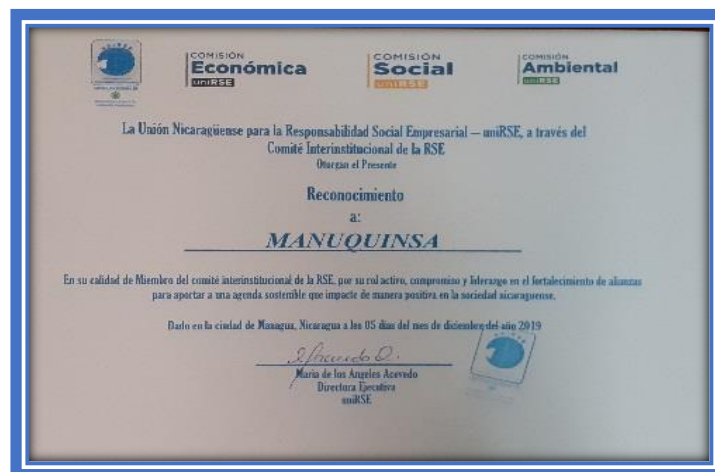 COMISIÓN
Económica
uniRSE
COMISIÓN
Social
uniRSE
COMISIÓN
Ambiental
uniRSE
La Unión Nicaragüense para la Responsabilidad Social Empresarial – uniRSE, a través del
Comité Interinstitucional de la RSE
Otorgan el Presente
Reconocimiento
a:
MANUQUINSA
En su calidad de Miembro del comité interinstitucional de la RSE, por su rol activo, compromiso y liderazgo en el fortalecimiento de alianzas
para aportar a una agenda sostenible que impacte de manera positiva en la sociedad nicaraguense.
Dado en la ciudad de Managua, Nicaragua a los 05 días del mes de diciembre del año 2019
Maria de los Angeles Acevedo
Directora Ejecutiva
uniRSE